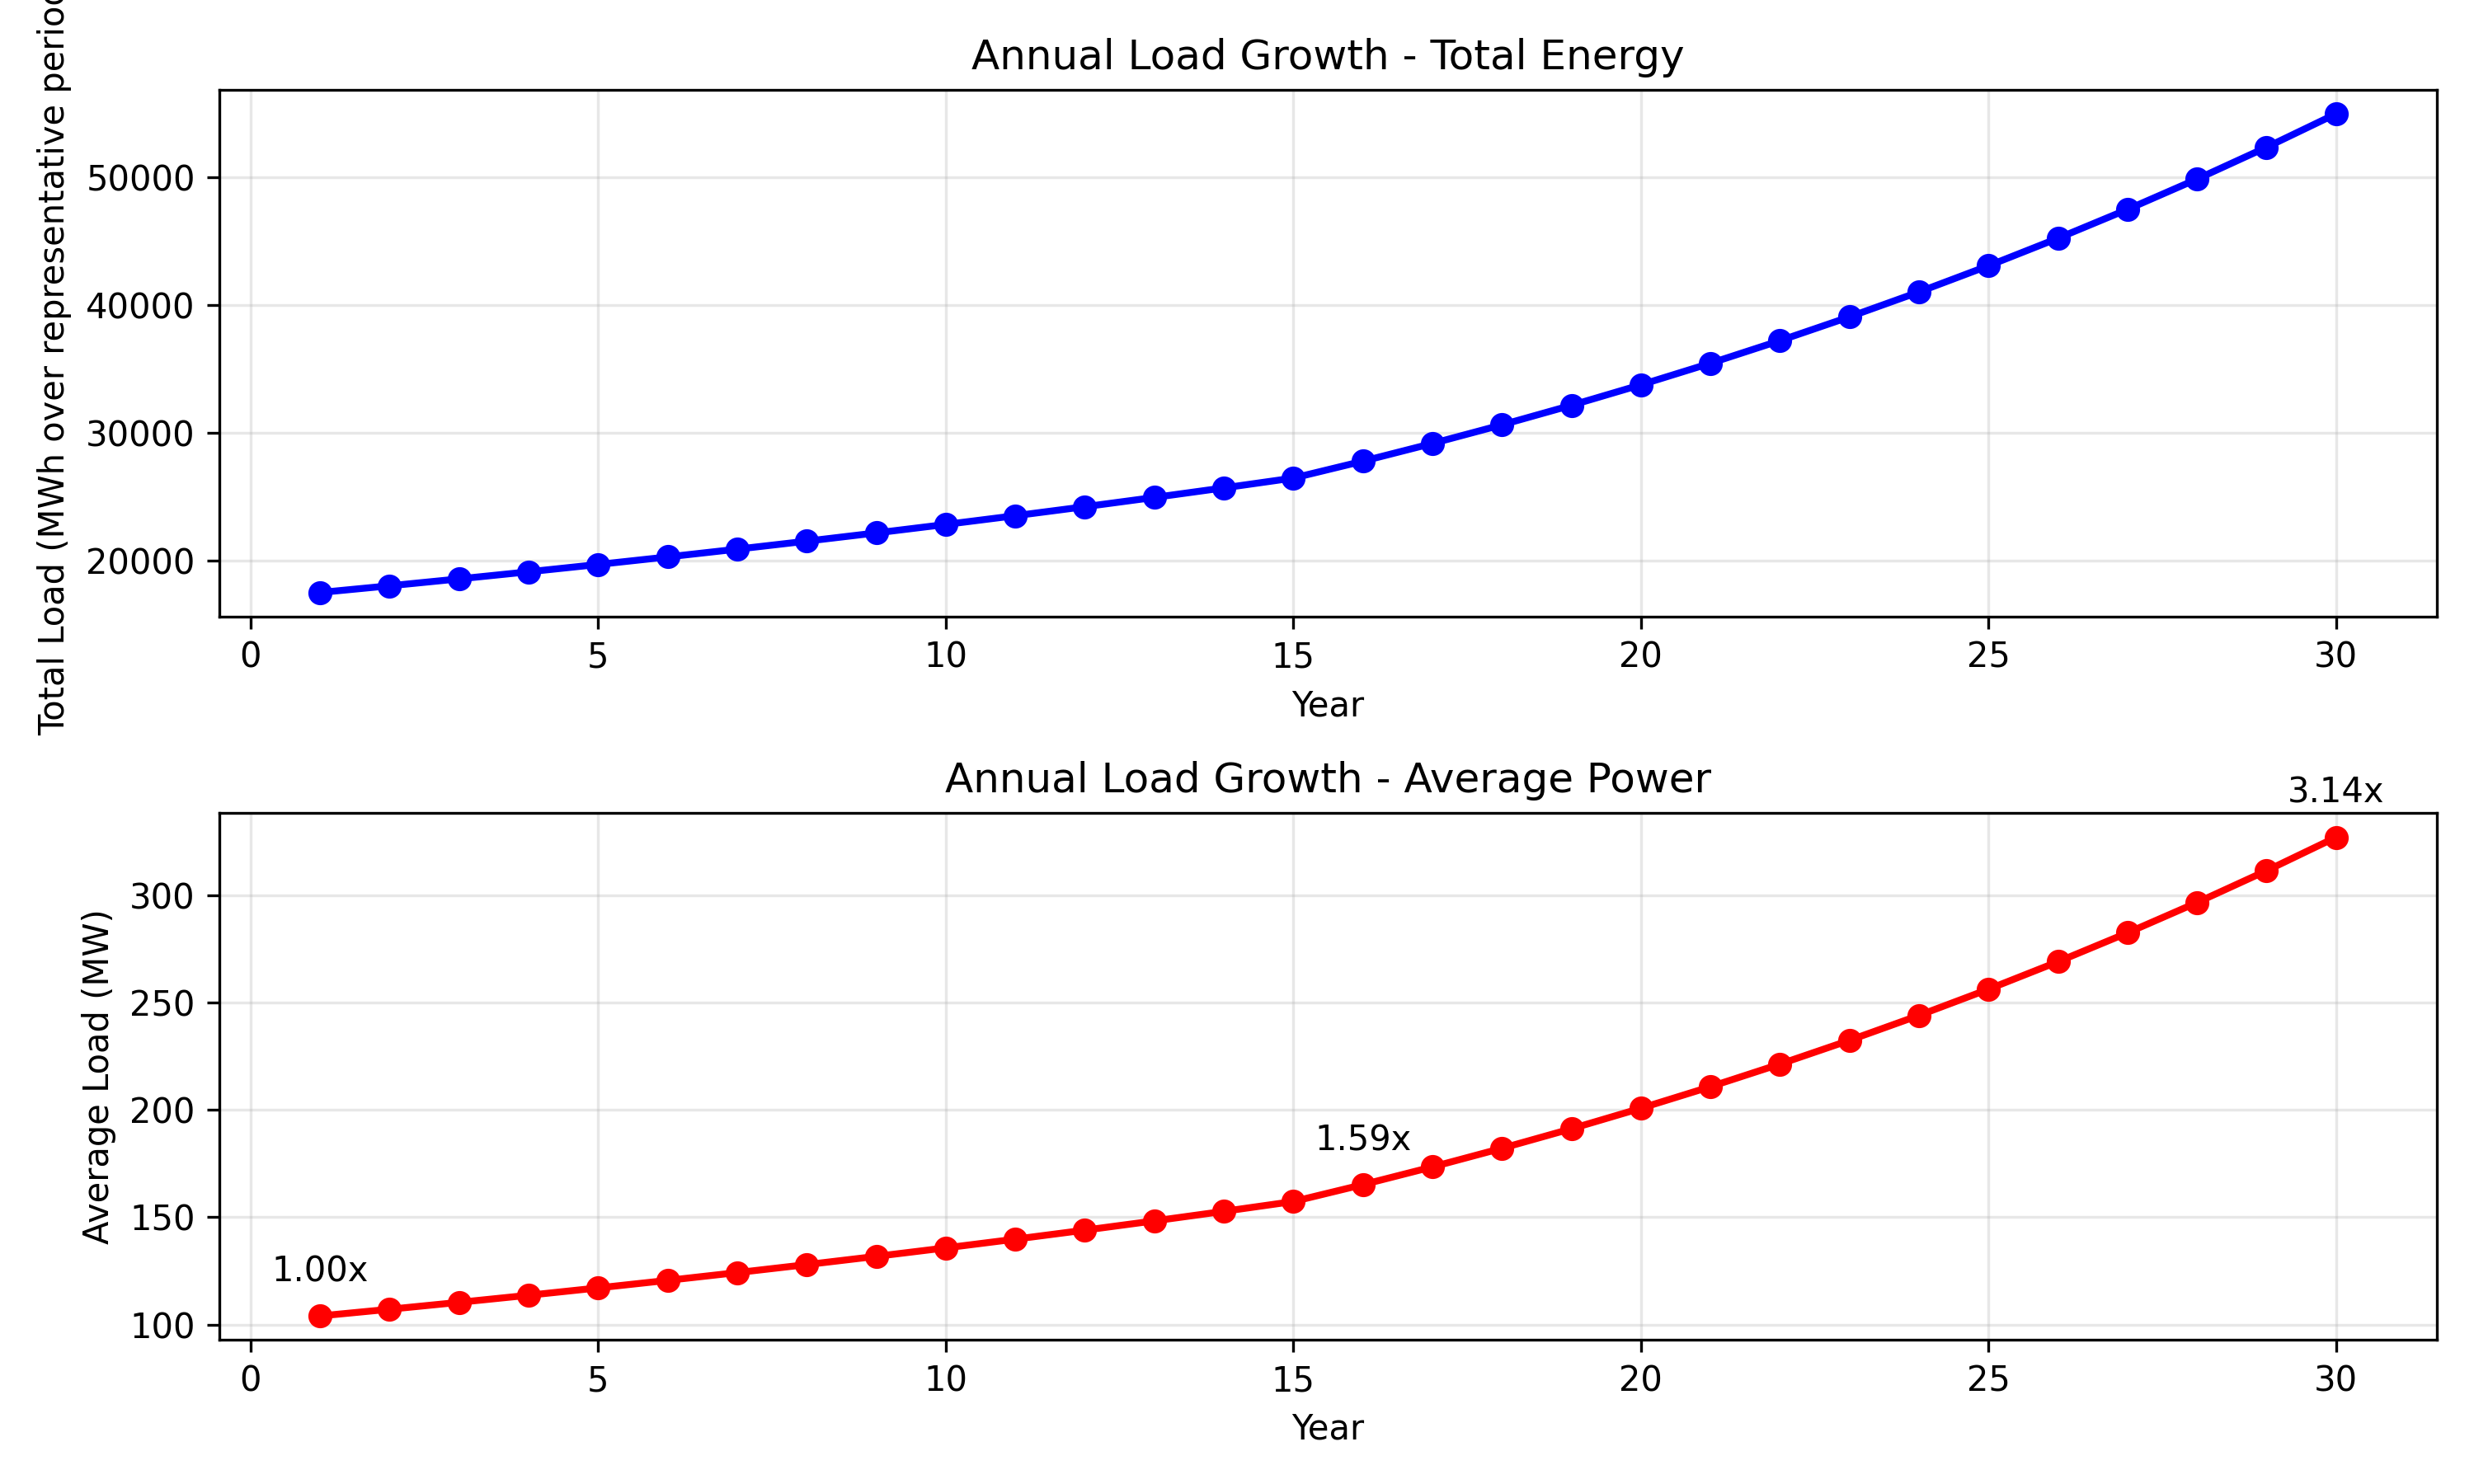 Annual Load Growth - Total Energy
Total Load (MWh over representative
50000
40000
30000
20000
0 5 10 15 20 25 30
Year
Annual Load Growth - Average Power
3.14x
Average Load (MW)
300
250
200
1.59x
150
1.00x
100
0 5 10 15 20 25 30
Year